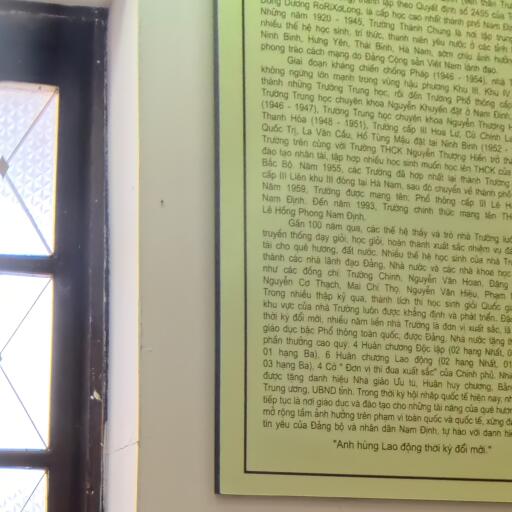 Đông Dương RoRiXoLong, là cấp học cao nhất thành phố Nam
Những năm 1920 - 1945, Trường Thành Chung là nơi tập trung
nhiều thế hệ học sinh, trí thức, thanh niên yêu nước ở các tỉnh
Ninh Bình, Hưng Yên, Thái Bình, Hà Nam, sớm chịu ảnh hưởng
phong trào cách mạng do Đảng Cộng sản Việt Nam lãnh đạo.
Giai đoạn kháng chiến chống Pháp (1946 - 1954), nhà
không ngừng lớn mạnh trong vùng hậu phương Khu III, Khu IV
thành những Trường Trung học, rồi đến Trường Phổ thông cấp
Trường Trung học chuyên khoa Nguyễn Khuyến đặt ở Nam Định,
(1946 - 1947), Trường Trung học chuyên khoa Nguyễn Thượng
Thanh Hóa (1948 - 1951), Trường cấp III Hoa Lư, Cù Chính
Quốc Trị, La Văn Cầu, Hồ Tùng Mậu đặt tại Ninh Bình (1952 -
Trường trên cùng với Trường THCK Nguyễn Thượng Hiền trở
đào tạo nhân tài, tập hợp nhiều học sinh muốn học lên THCK của
Bắc Bộ. Năm 1955, các Trường đã hợp nhất lại thành Trường
cấp III Liên khu III đóng tại Hà Nam, sau đó chuyển về thành phố
Năm 1959, Trường được mang tên: Phổ thông cấp III Lê
Nam Định. Đến năm 1993, Trường chính thức mang tên
Lê Hồng Phong Nam Định.
Gần 100 năm qua, các thế hệ thầy và trò nhà Trường
truyền thống dạy giỏi, học giỏi, hoàn thành xuất sắc nhiệm vụ
tài cho quê hương, đất nước. Nhiều thế hệ học sinh của nhà
thành các nhà lãnh đạo Đảng, Nhà nước và các nhà khoa học
như các đồng chí: Trường Chinh, Nguyễn Văn Hoan, Đặng
Nguyễn Cơ Thạch, Mai Chí Thọ, Nguyễn Văn Hiệu, Phạm
Trong nhiều thập kỷ qua, thành tích thi học sinh giỏi Quốc
khu vực của nhà Trường luôn được khẳng định và phát triển.
thời kỳ đổi mới, nhiều năm liền nhà Trường là đơn vị xuất sắc, là
giáo dục bậc Phổ thông toàn quốc, được Đảng, Nhà nước tặng
phần thưởng cao quý: 4 Huân chương Độc lập (02 hạng Nhất,
01 hạng Ba), 6 Huân chương Lao động (02 hạng Nhất, 01
03 hạng Ba), 4 Cờ " Đơn vị thi đua xuất sắc" của Chính phủ.
được tặng danh hiệu Nhà giáo Ưu tú, Huân huy chương,
Trung ương, UBND tỉnh. Trong thời kỳ hội nhập quốc tế hiện nay,
tiếp tục là nơi giáo dục và đào tạo cho những tài năng của quê hương
mở rộng tầm ảnh hưởng trên phạm vi toàn quốc và quốc tế, xứng
tin yêu của Đảng bộ và nhân dân Nam Định, tự hào với danh
"Anh hùng Lao động thời kỳ đổi mới."